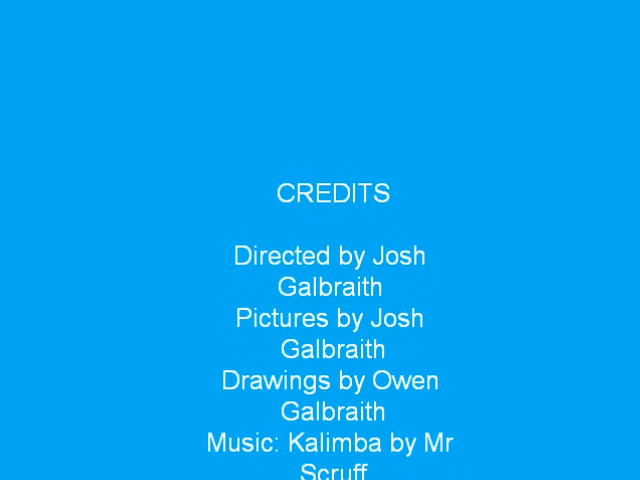 CREDITS
Directed by Josh
Galbraith
Pictures by Josh
Galbraith
Drawings by Owen
Galbraith
Music: Kalimba by Mr
Scruff